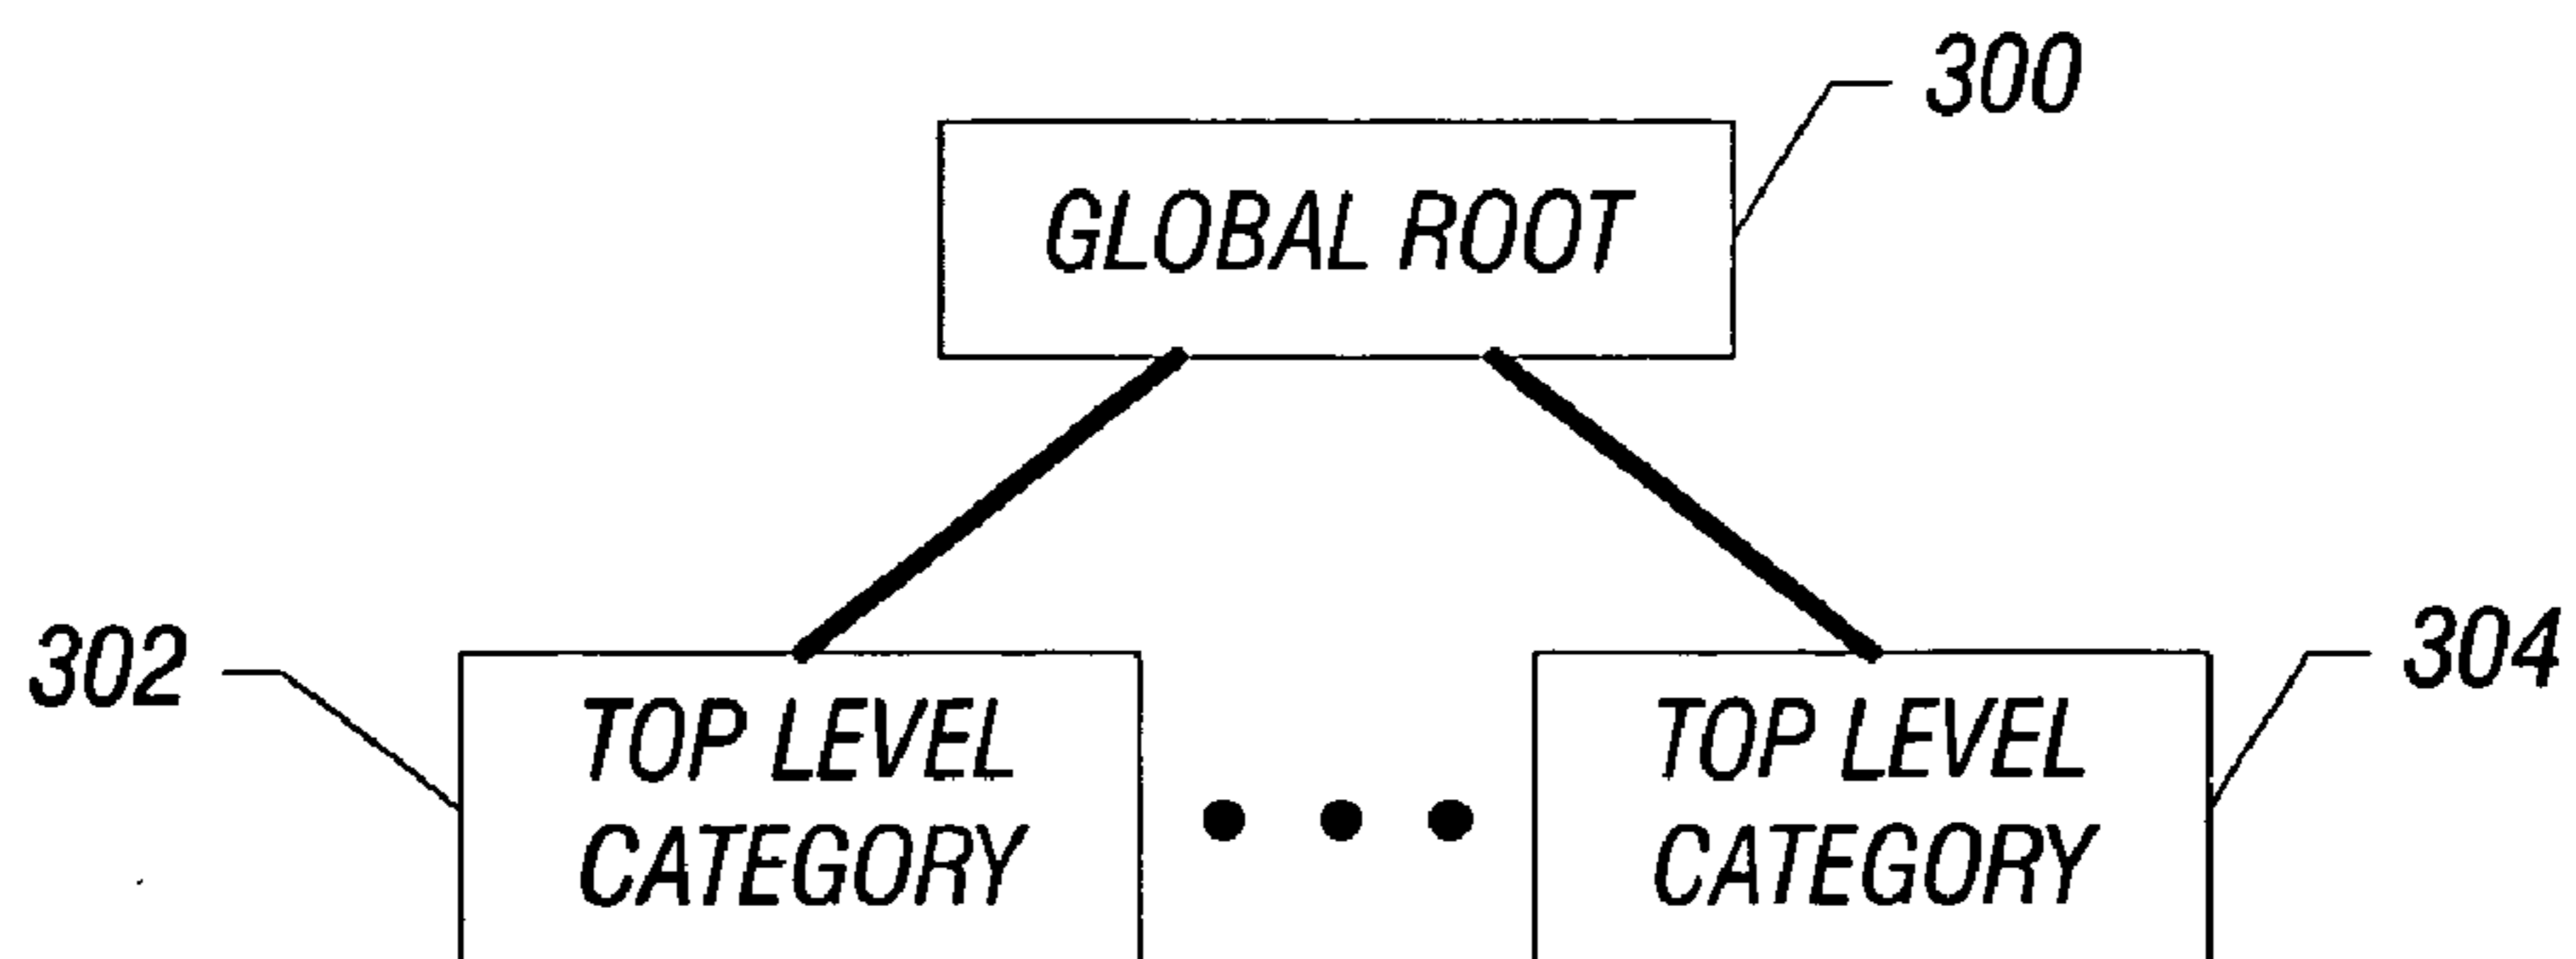 300
GLOBAL ROOT
302
304
TOP LEVEL
CATEGORY
TOP LEVEL
CATEGORY